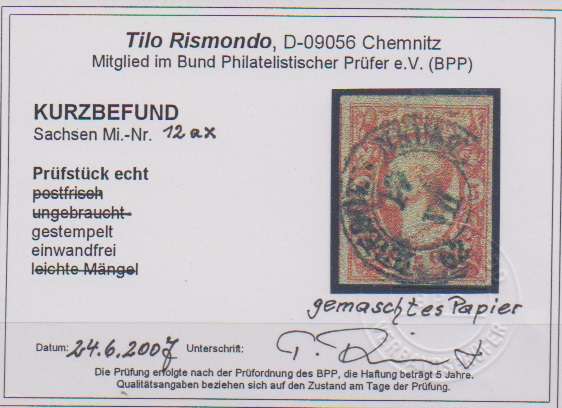 Tilo Rismondo, D-09056 Chemnitz
Mitglied im Bund Philatelistischer Prüfer e.V. (BPP)
KURZBEFUND
Sachsen Mi.-Nr. 12ax
Prüfstück echt
postfrisch
ungebraucht
gestempelt
einwandfrei
leichte Mängel
gemaschtes Papier
Datum: 24.6.2007 Unterschrift:
Die Prüfung erfolgte nach der Prüfordnung des BPP, die Haftung beträgt 5 Jahre.
Qualitätsangaben beziehen sich auf den Zustand am Tage der Prüfung.